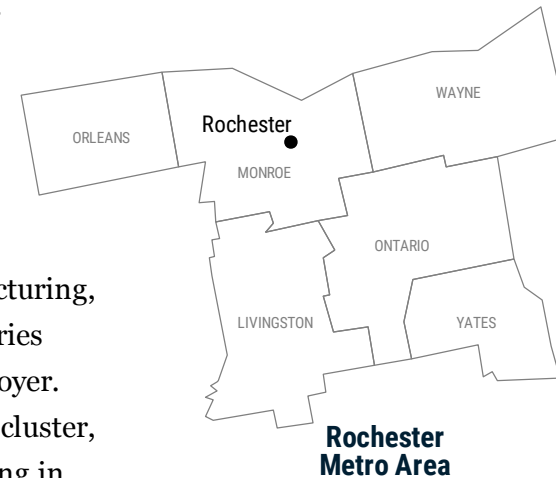 WAYNE
Rochester
ORLEANS
MONROE
ONTARIO
LIVINGSTON
YATES
Rochester
Metro Area
cturing,
ries
oyer.
cluster,
ng in